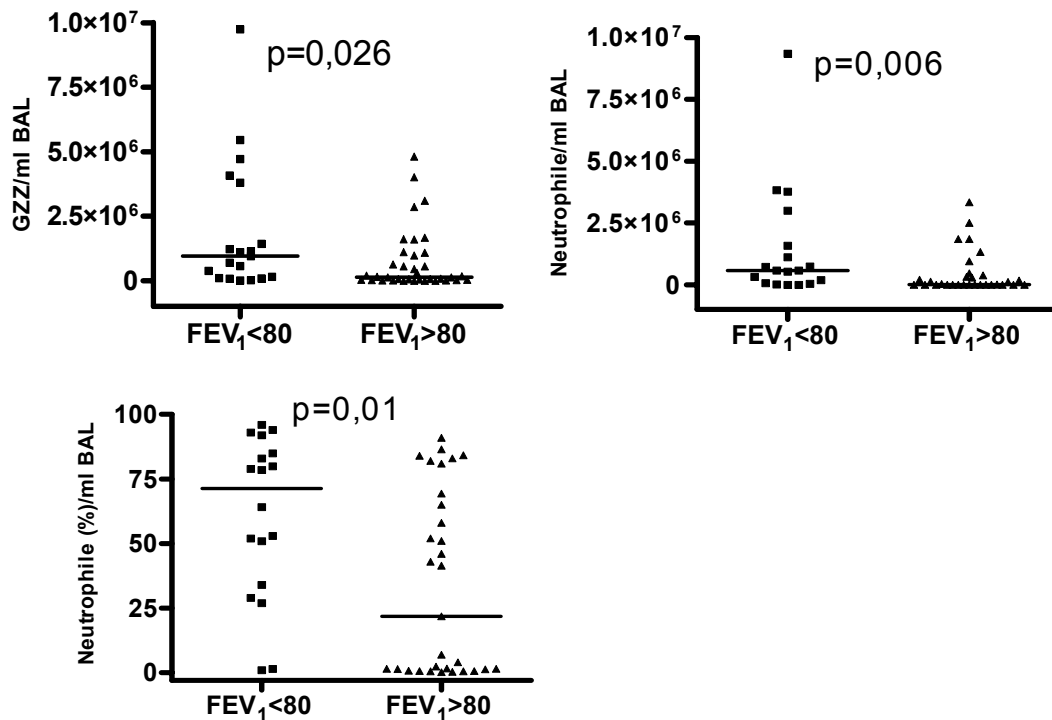 1.0×10⁷
7.5×10⁶
5.0×10⁶
2.5×10⁶
0
GZZ/ml BAL
p=0,026
FEV₁<80 FEV₁>80
1.0×10⁷
7.5×10⁶
5.0×10⁶
2.5×10⁶
0
Neutrophile/ml BAL
p=0,006
FEV₁<80 FEV₁>80
100
75
50
25
0
Neutrophile (%)/ml BAL
p=0,01
FEV₁<80 FEV₁>80